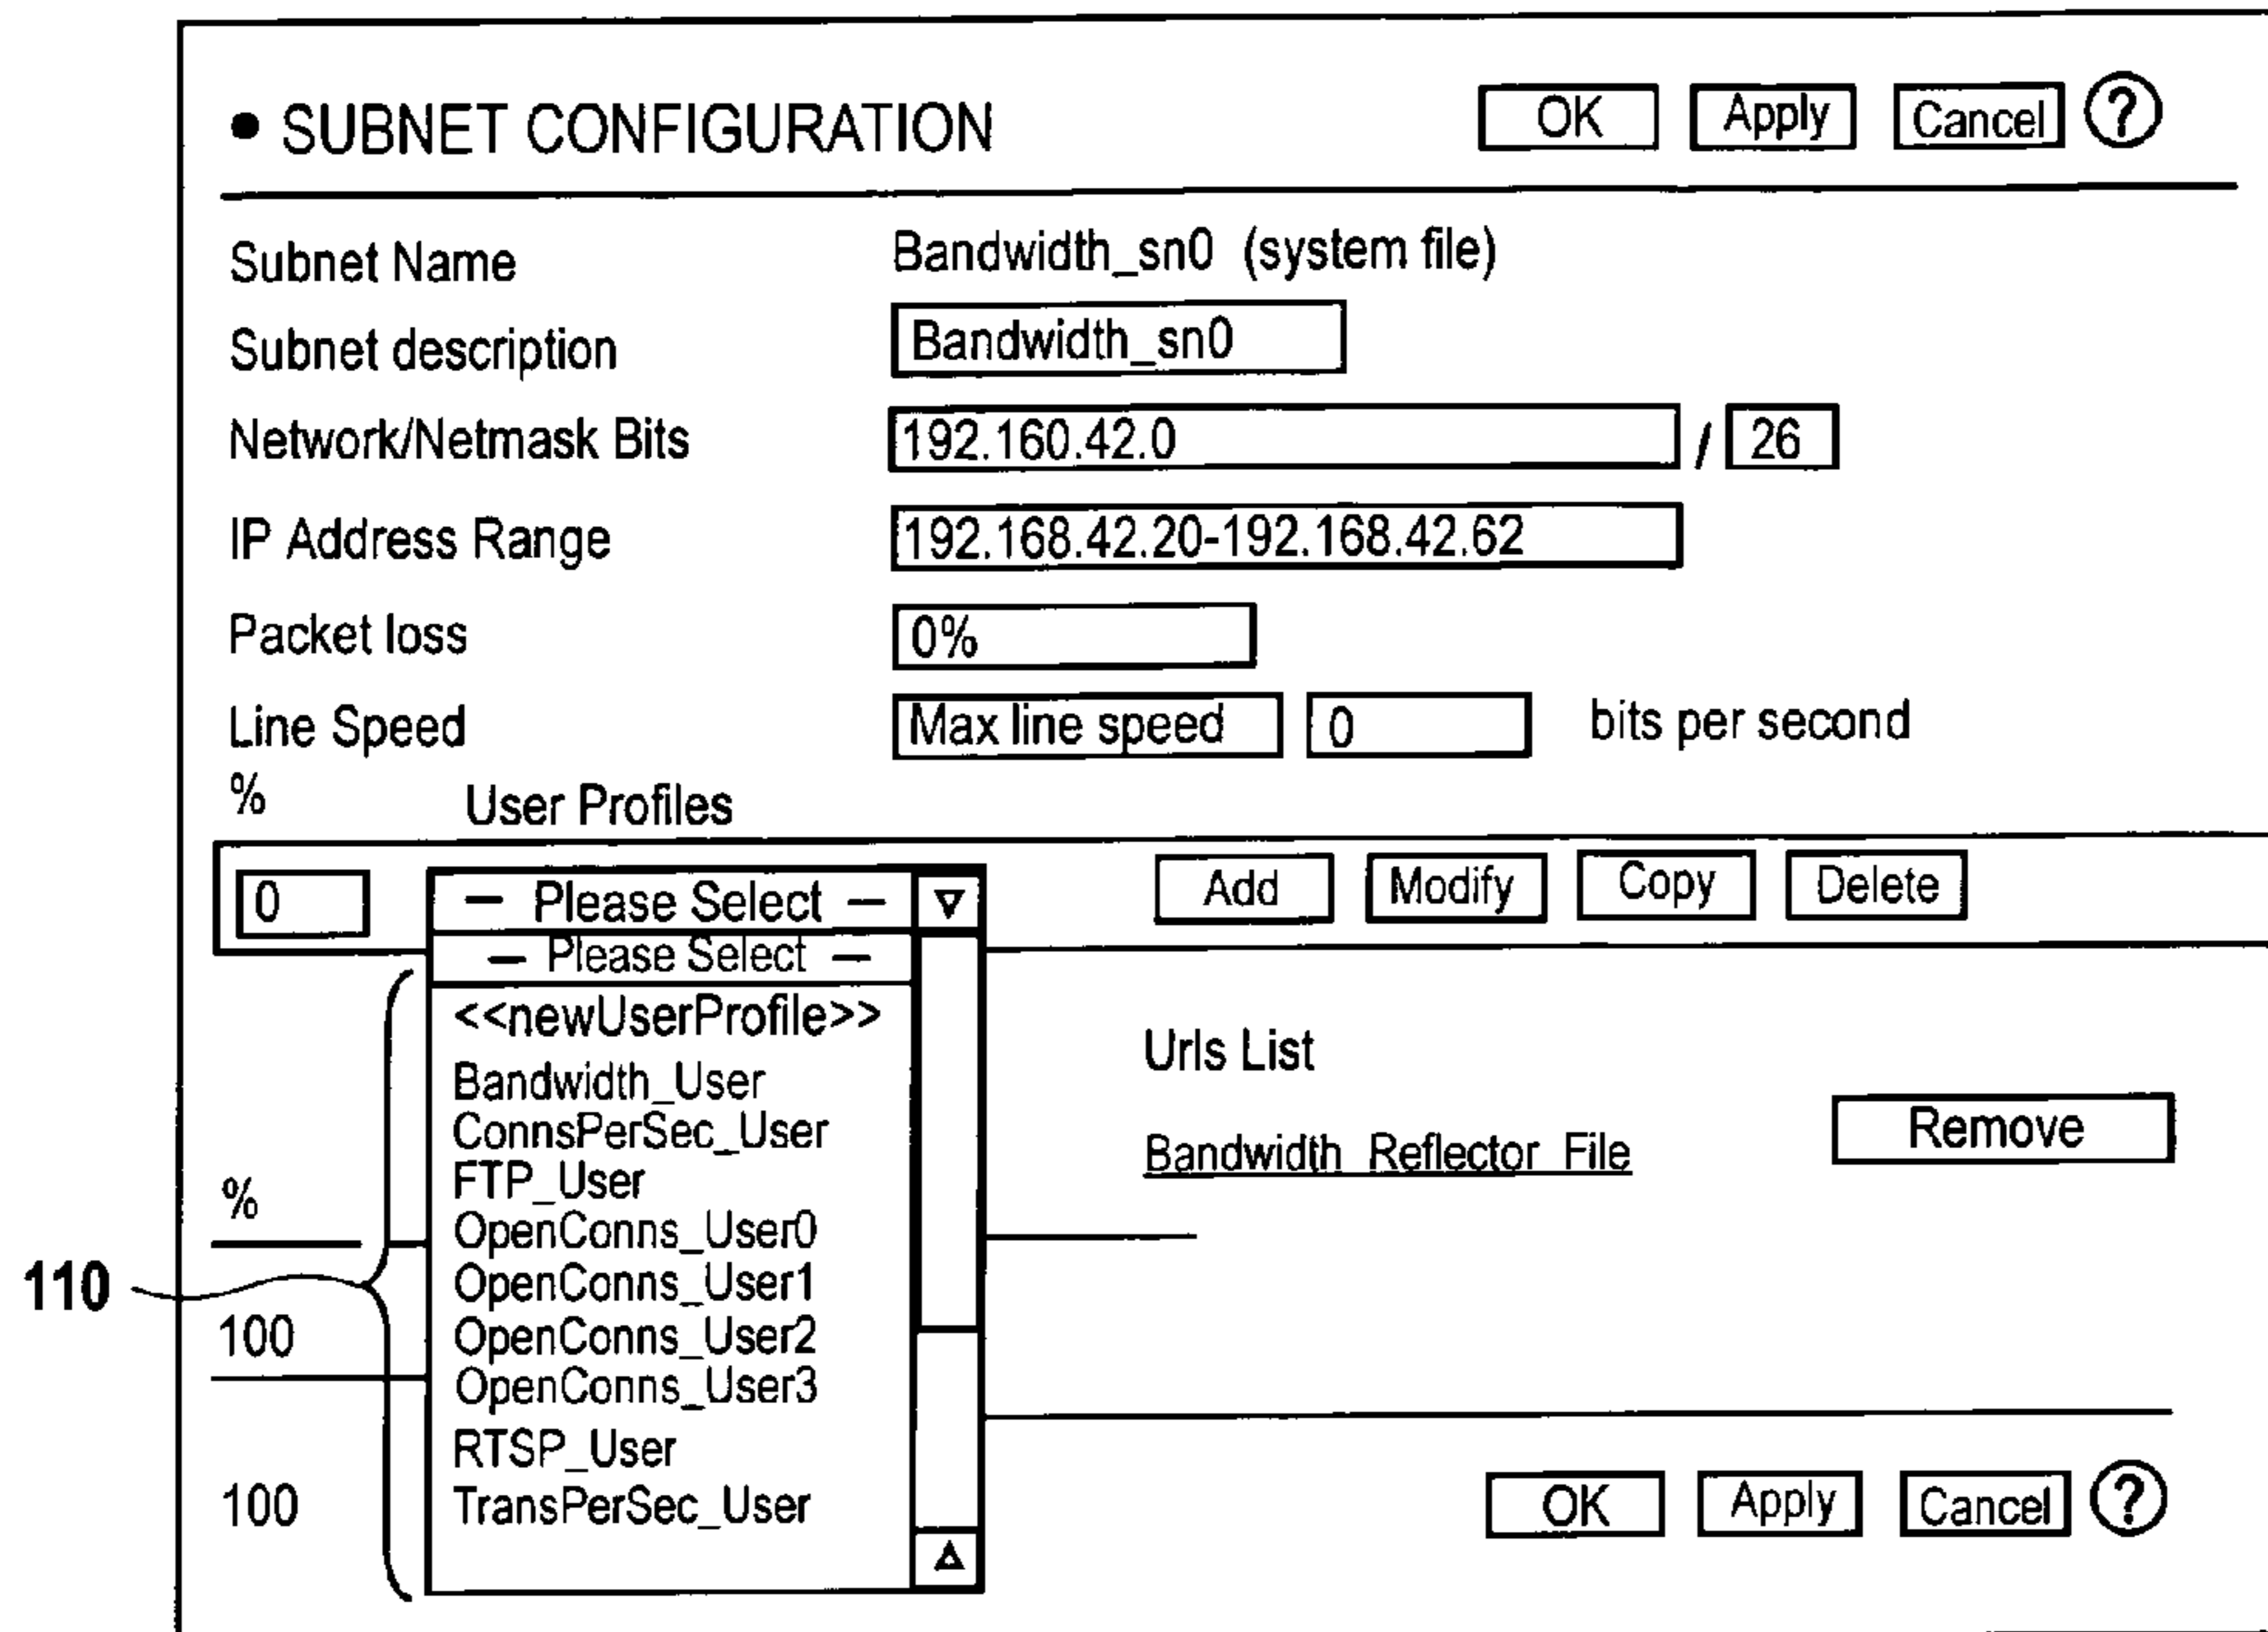 • SUBNET CONFIGURATION OK Apply Cancel ?
Subnet Name Bandwidth_sn0 (system file)
Subnet description Bandwidth_sn0
Network/Netmask Bits 192.160.42.0 / 26
IP Address Range 192.168.42.20-192.168.42.62
Packet loss 0%
Line Speed Max line speed 0 bits per second
% User Profiles
0 — Please Select — Add Modify Copy Delete
— Please Select —
<<newUserProfile>>
Urls List
Bandwidth_User
ConnsPerSec_User Remove
Bandwidth_Reflector_File
FTP_User
%
OpenConns_User0
110 OpenConns_User1
100 OpenConns_User2
OpenConns_User3
RTSP_User
100 TransPerSec_User OK Apply Cancel ?